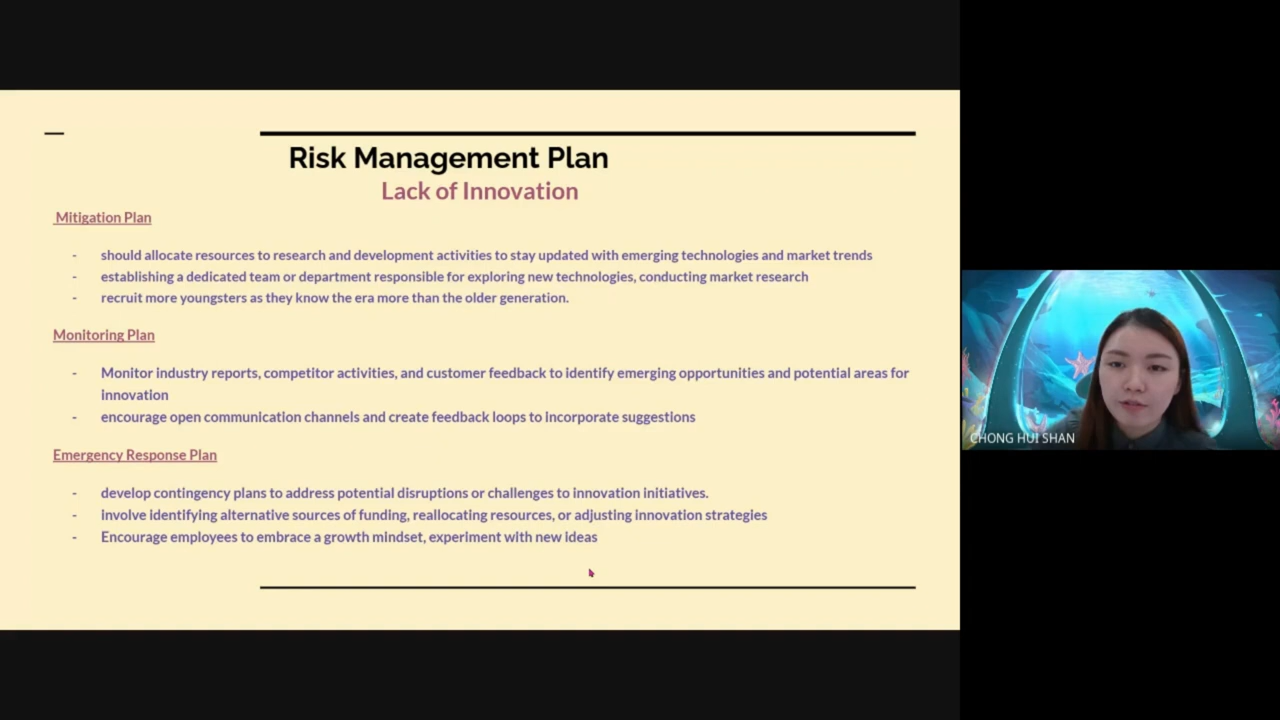 Risk Management Plan
Lack of Innovation
Mitigation Plan
- should allocate resources to research and development activities to stay updated with emerging technologies and market trends
- establishing a dedicated team or department responsible for exploring new technologies, conducting market research
- recruit more youngsters as they know the era more than the older generation.
Monitoring Plan
- Monitor industry reports, competitor activities, and customer feedback to identify emerging opportunities and potential areas for
innovation
- encourage open communication channels and create feedback loops to incorporate suggestions
Emergency Response Plan
- develop contingency plans to address potential disruptions or challenges to innovation initiatives.
- involve identifying alternative sources of funding, reallocating resources, or adjusting innovation strategies
- Encourage employees to embrace a growth mindset, experiment with new ideas
CHONG HUI SHAN